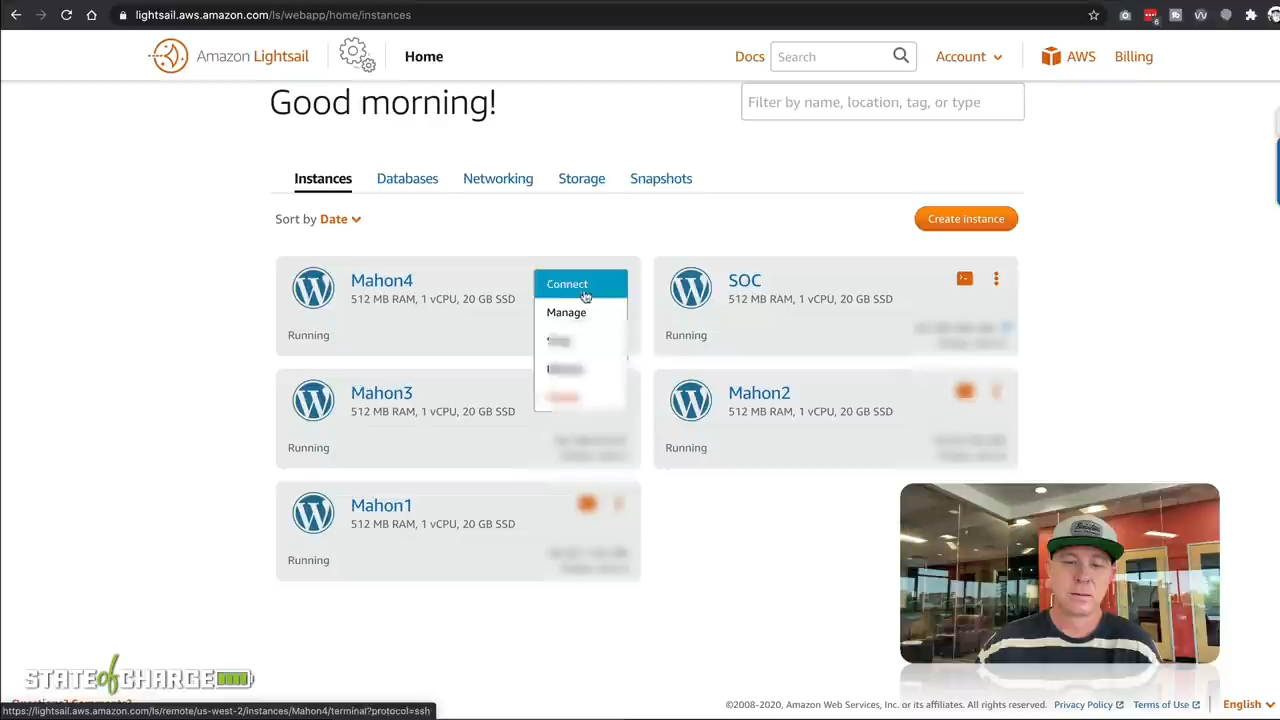 lightsail.aws.amazon.com/ls/webapp/home/instances
6
Amazon Lightsail
Home
Docs
Search
Account
AWS
Billing
Good morning!
Filter by name, location, tag, or type
Instances
Databases
Networking
Storage
Snapshots
Sort by Date
Create instance
Mahon4
512 MB RAM, 1 vCPU, 20 GB SSD
Running
Connect
Manage
SOC
512 MB RAM, 1 vCPU, 20 GB SSD
Running
Mahon3
512 MB RAM, 1 vCPU, 20 GB SSD
Running
Mahon2
512 MB RAM, 1 vCPU, 20 GB SSD
Running
Mahon1
512 MB RAM, 1 vCPU, 20 GB SSD
Running
STATE of CHARGE
Questions? Comments?
https://lightsail.aws.amazon.com/ls/remote/us-west-2/instances/Mahon4/terminal?protocol=ssh
©2008-2020, Amazon Web Services, Inc. or its affiliates. All rights reserved.
Privacy Policy
Terms of Use
English